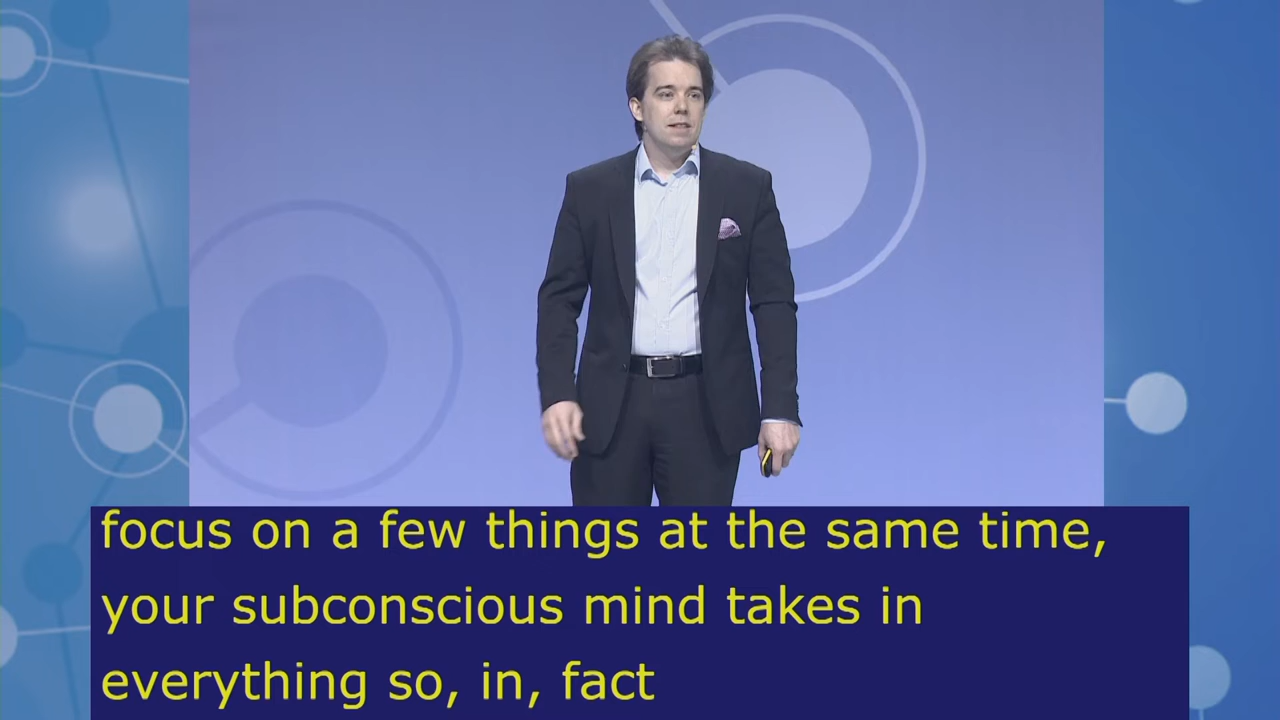 focus on a few things at the same time,
your subconscious mind takes in
everything so, in, fact